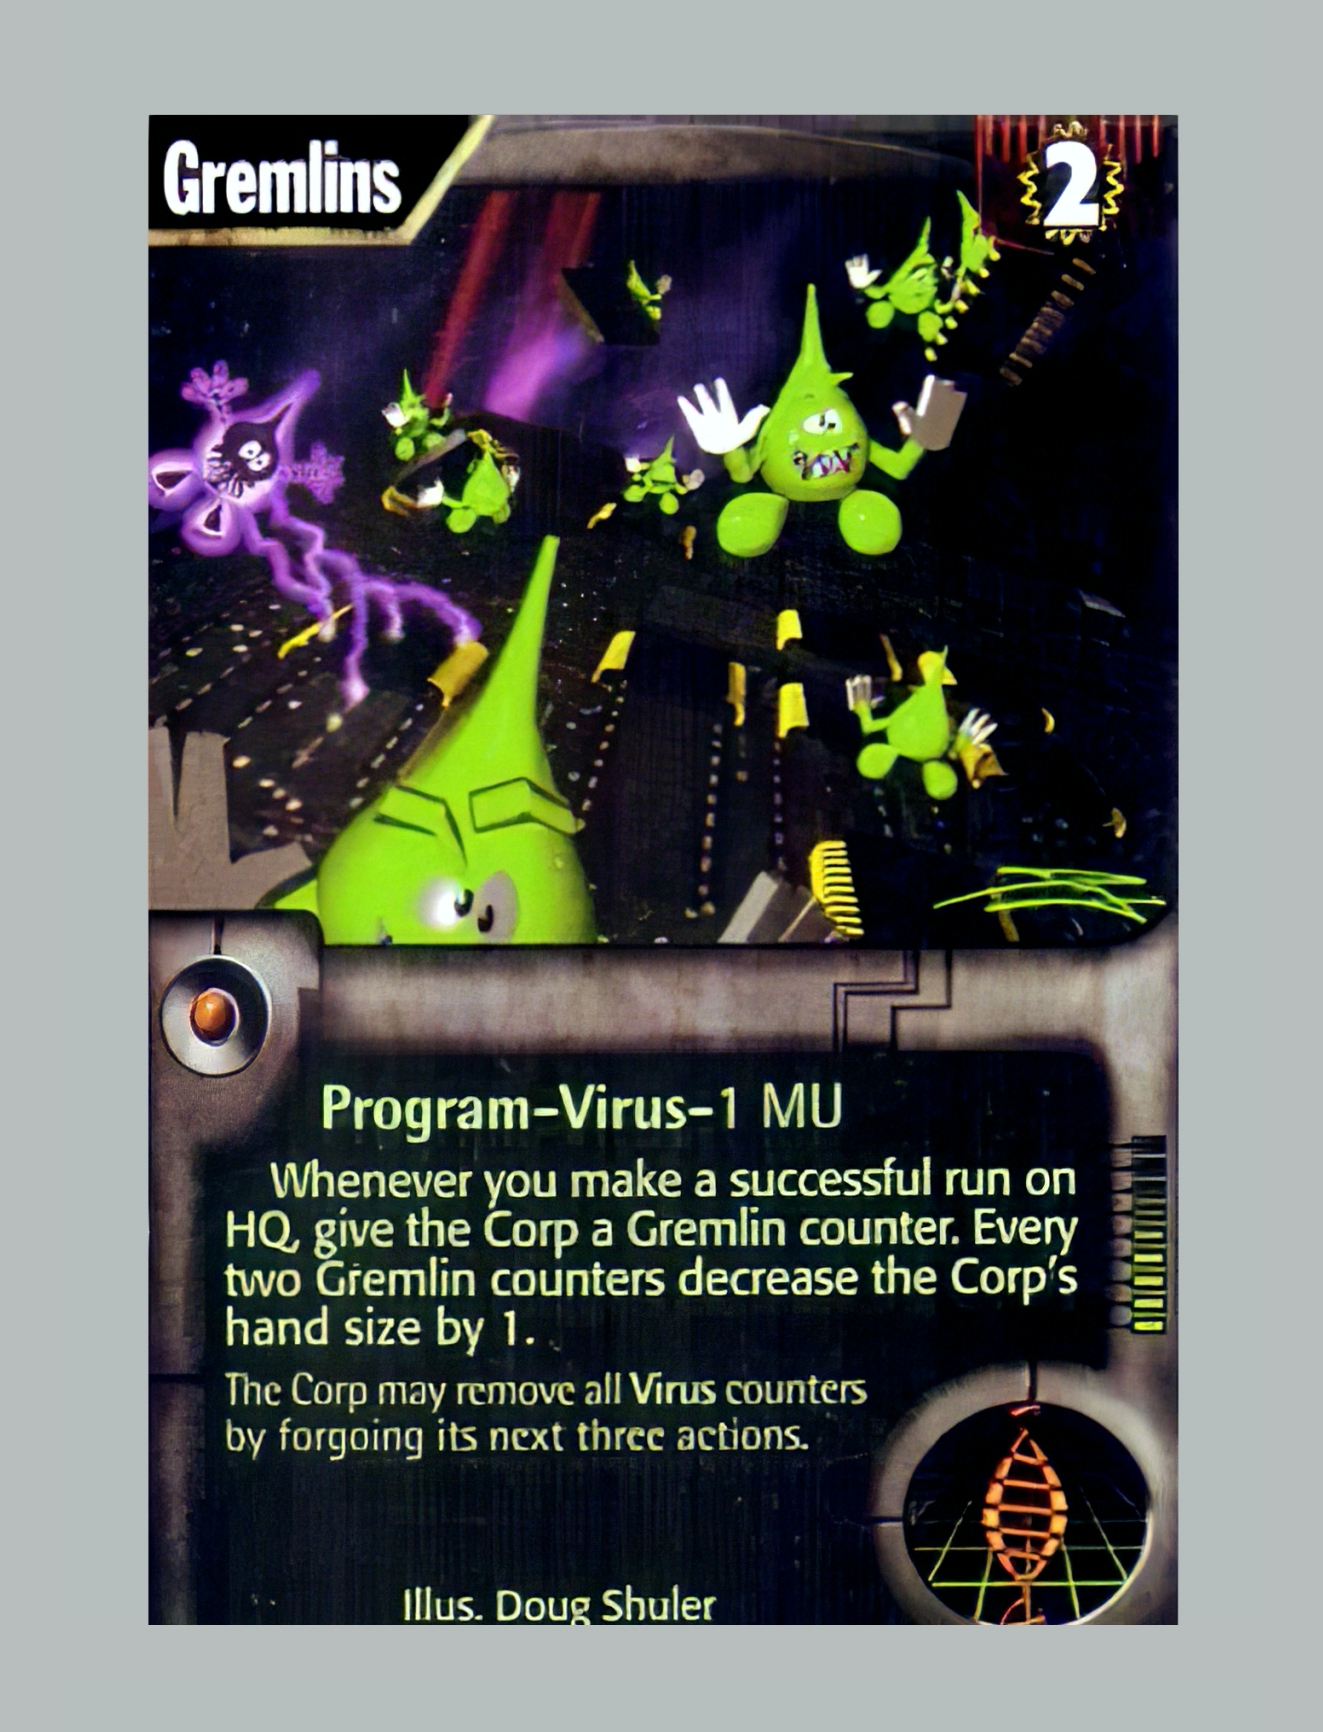 Gremlins
2
Program–Virus–1 MU
Whenever you make a successful run on
HQ, give the Corp a Gremlin counter. Every
two Gremlin counters decrease the Corp's
hand size by 1.
The Corp may remove all Virus counters
by forgoing its next three actions.
Illus. Doug Shuler